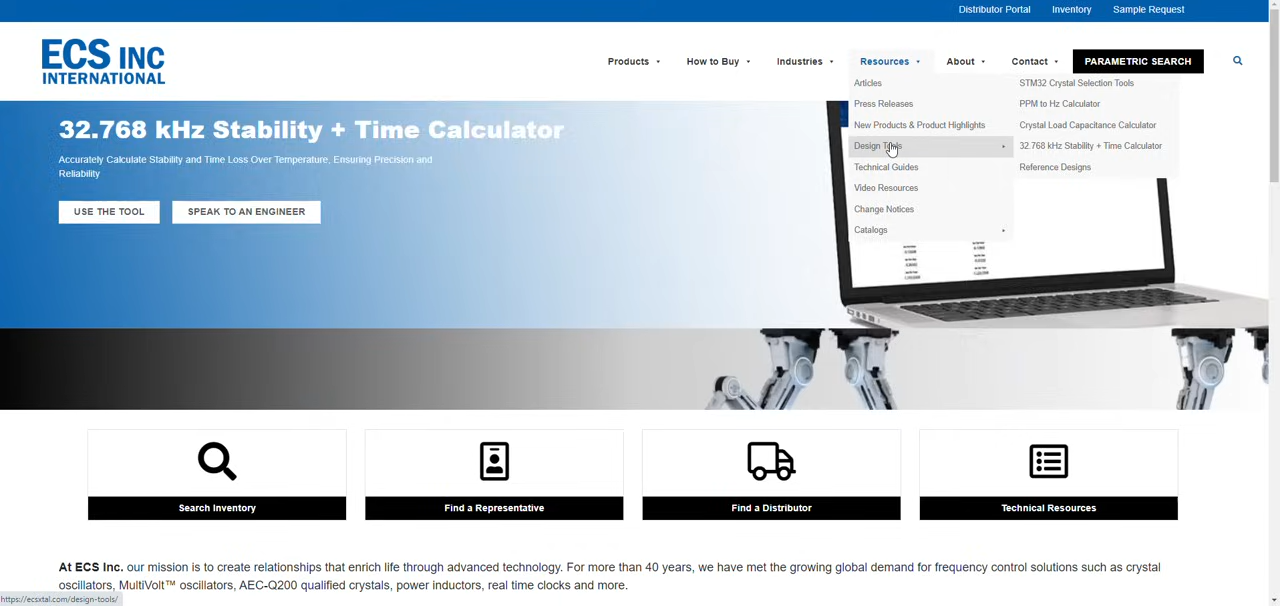 Distributor Portal Inventory Sample Request
ECS INC
INTERNATIONAL
Products How to Buy Industries Resources About Contact PARAMETRIC SEARCH
Articles
Press Releases
New Products & Product Highlights
Design Tools
Technical Guides
Video Resources
Change Notices
Catalogs
STM32 Crystal Selection Tools
PPM to Hz Calculator
Crystal Load Capacitance Calculator
32.768 kHz Stability + Time Calculator
Reference Designs
32.768 kHz Stability + Time Calculator
Accurately Calculate Stability and Time Loss Over Temperature, Ensuring Precision and
Reliability
USE THE TOOL SPEAK TO AN ENGINEER
Search Inventory Find a Representative Find a Distributor Technical Resources
At ECS Inc. our mission is to create relationships that enrich life through advanced technology. For more than 40 years, we have met the growing global demand for frequency control solutions such as crystal
oscillators, MultiVolt™ oscillators, AEC-Q200 qualified crystals, power inductors, real time clocks and more.
https://ecsxtal.com/design-tools/